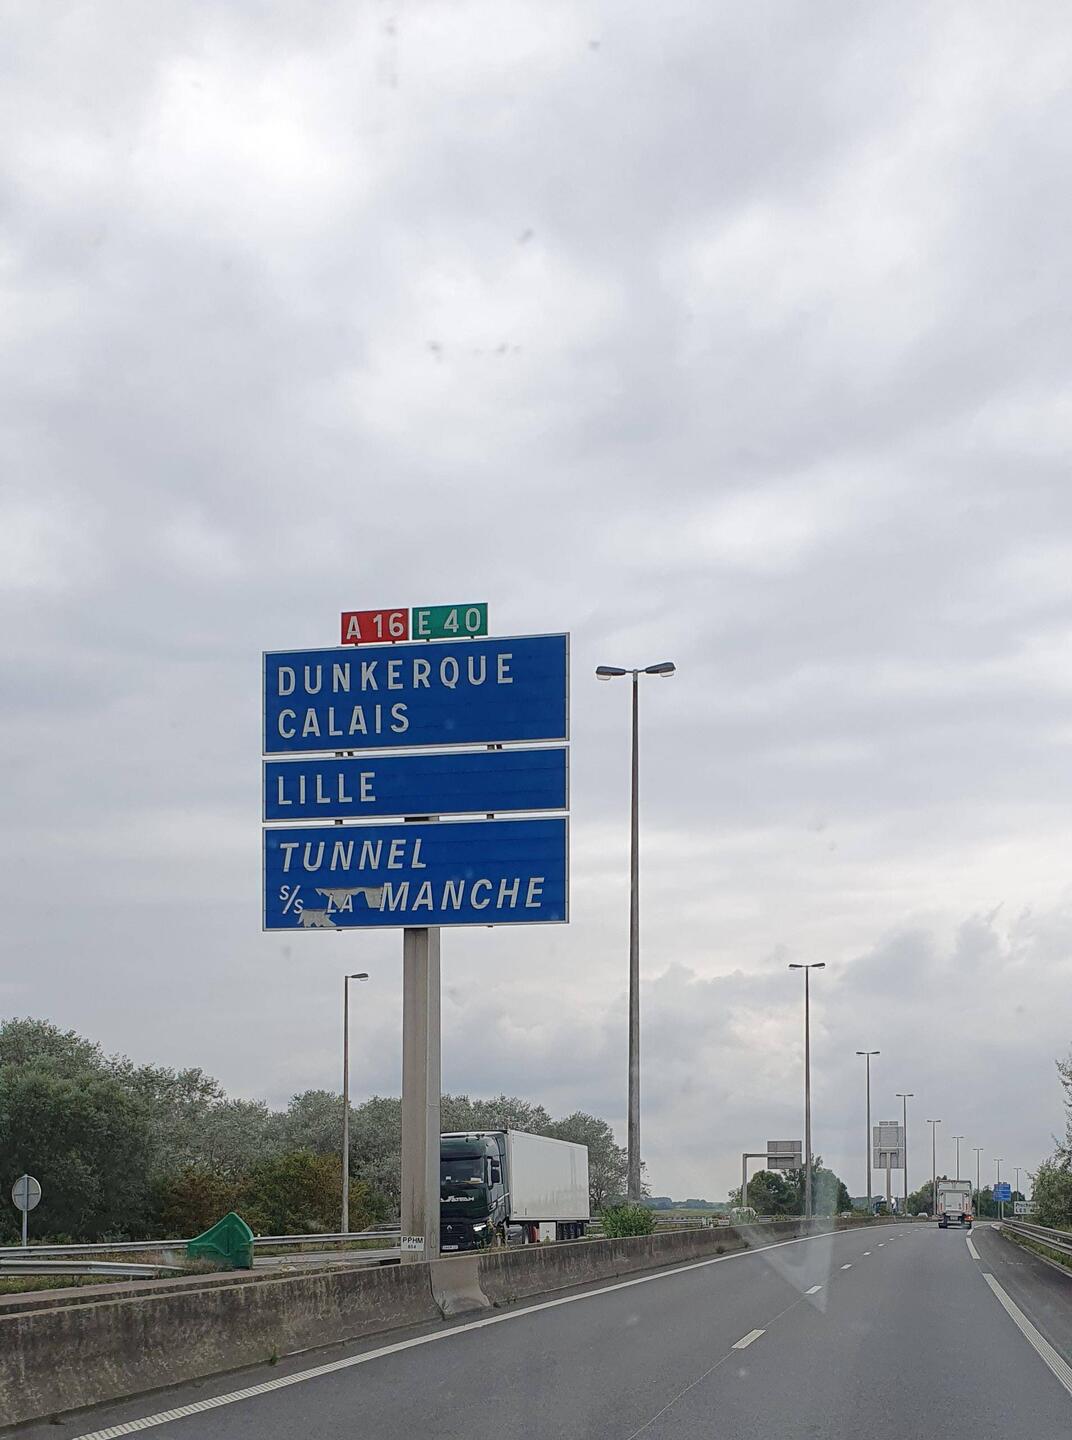 A 16 E 40
DUNKERQUE
CALAIS
LILLE
TUNNEL
S/S LA MANCHE
PPHM